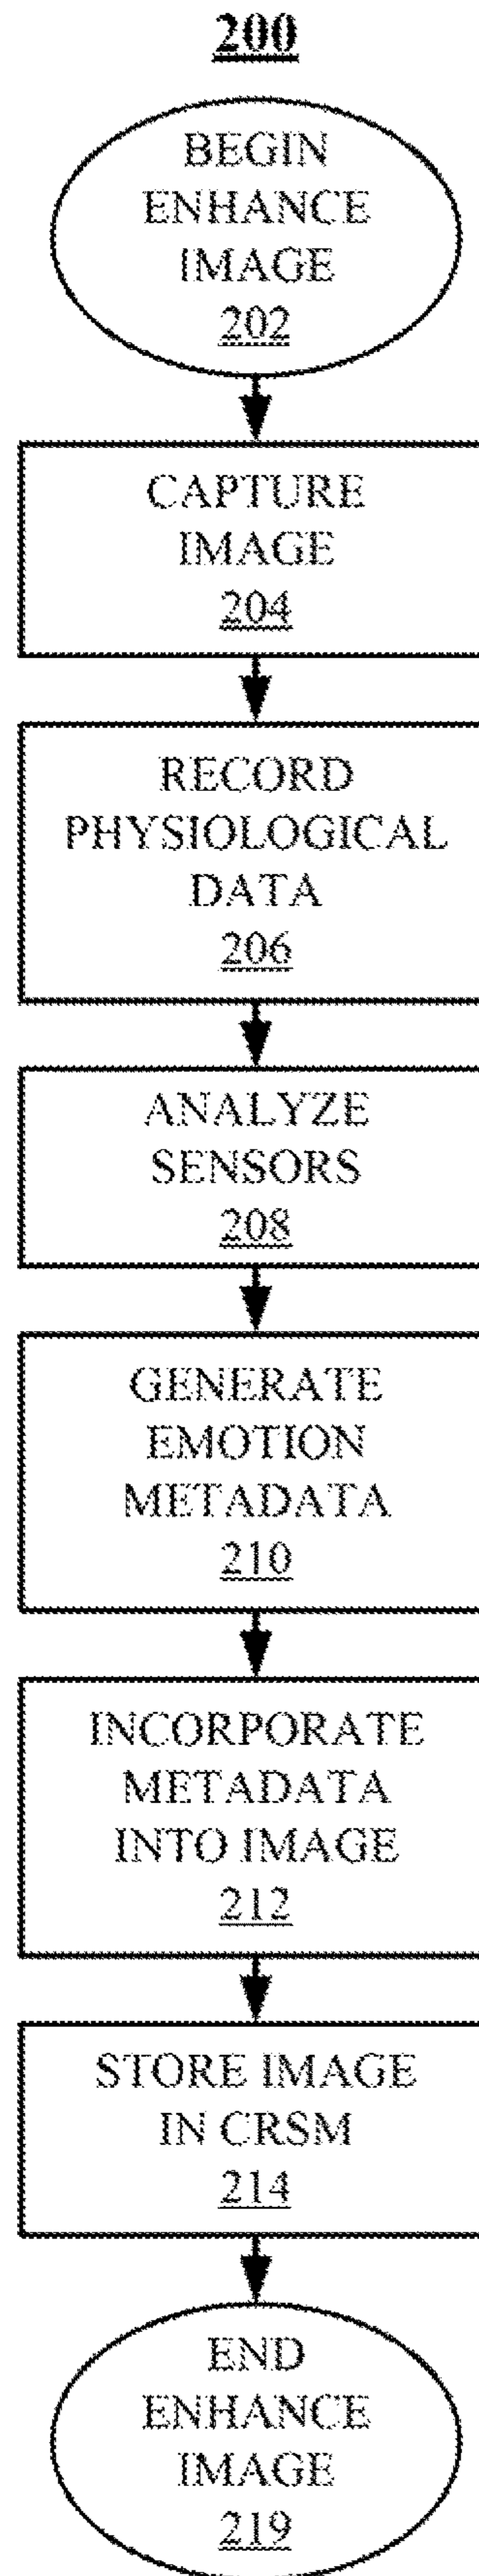 200
BEGIN
ENHANCE
IMAGE
202
CAPTURE
IMAGE
204
RECORD
PHYSIOLOGICAL
DATA
206
ANALYZE
SENSORS
208
GENERATE
EMOTION
METADATA
210
INCORPORATE
METADATA
INTO IMAGE
212
STORE IMAGE
IN CRSM
214
END
ENHANCE
IMAGE
219